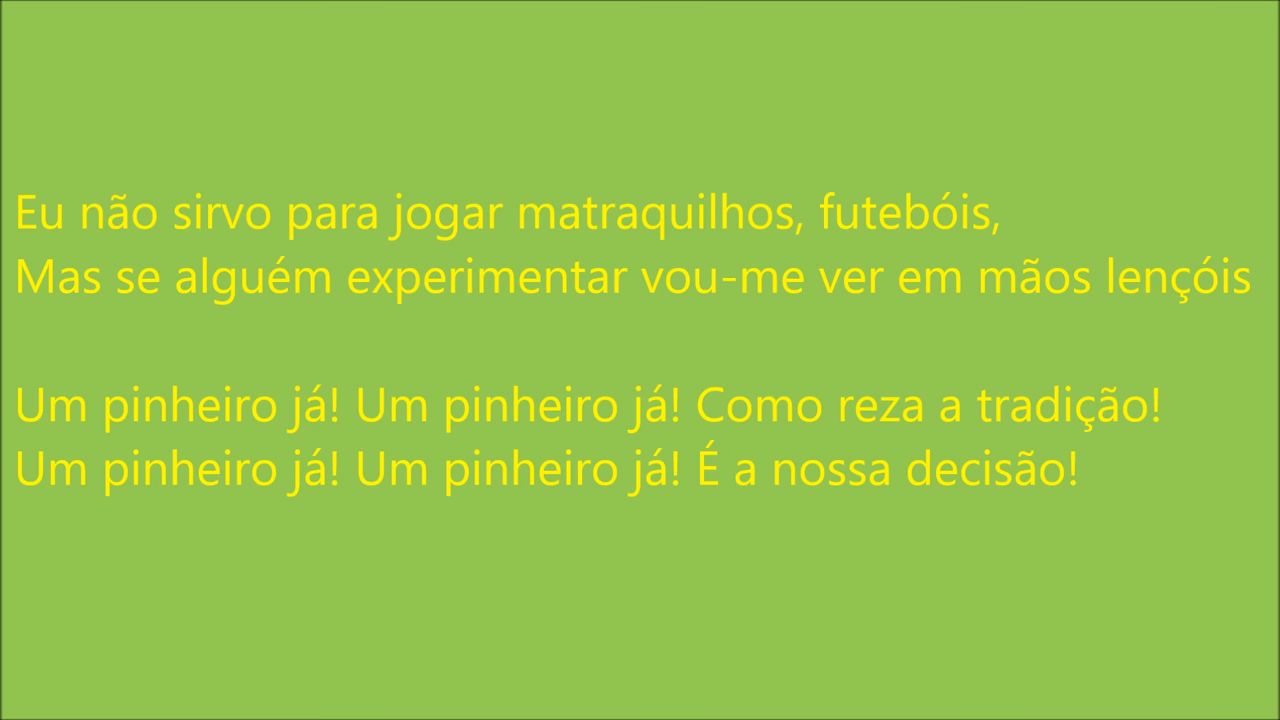 Eu não sirvo para jogar matraquilhos, futebóis,
Mas se alguém experimentar vou-me ver em mãos lençóis
Um pinheiro já! Um pinheiro já! Como reza a tradição!
Um pinheiro já! Um pinheiro já! É a nossa decisão!